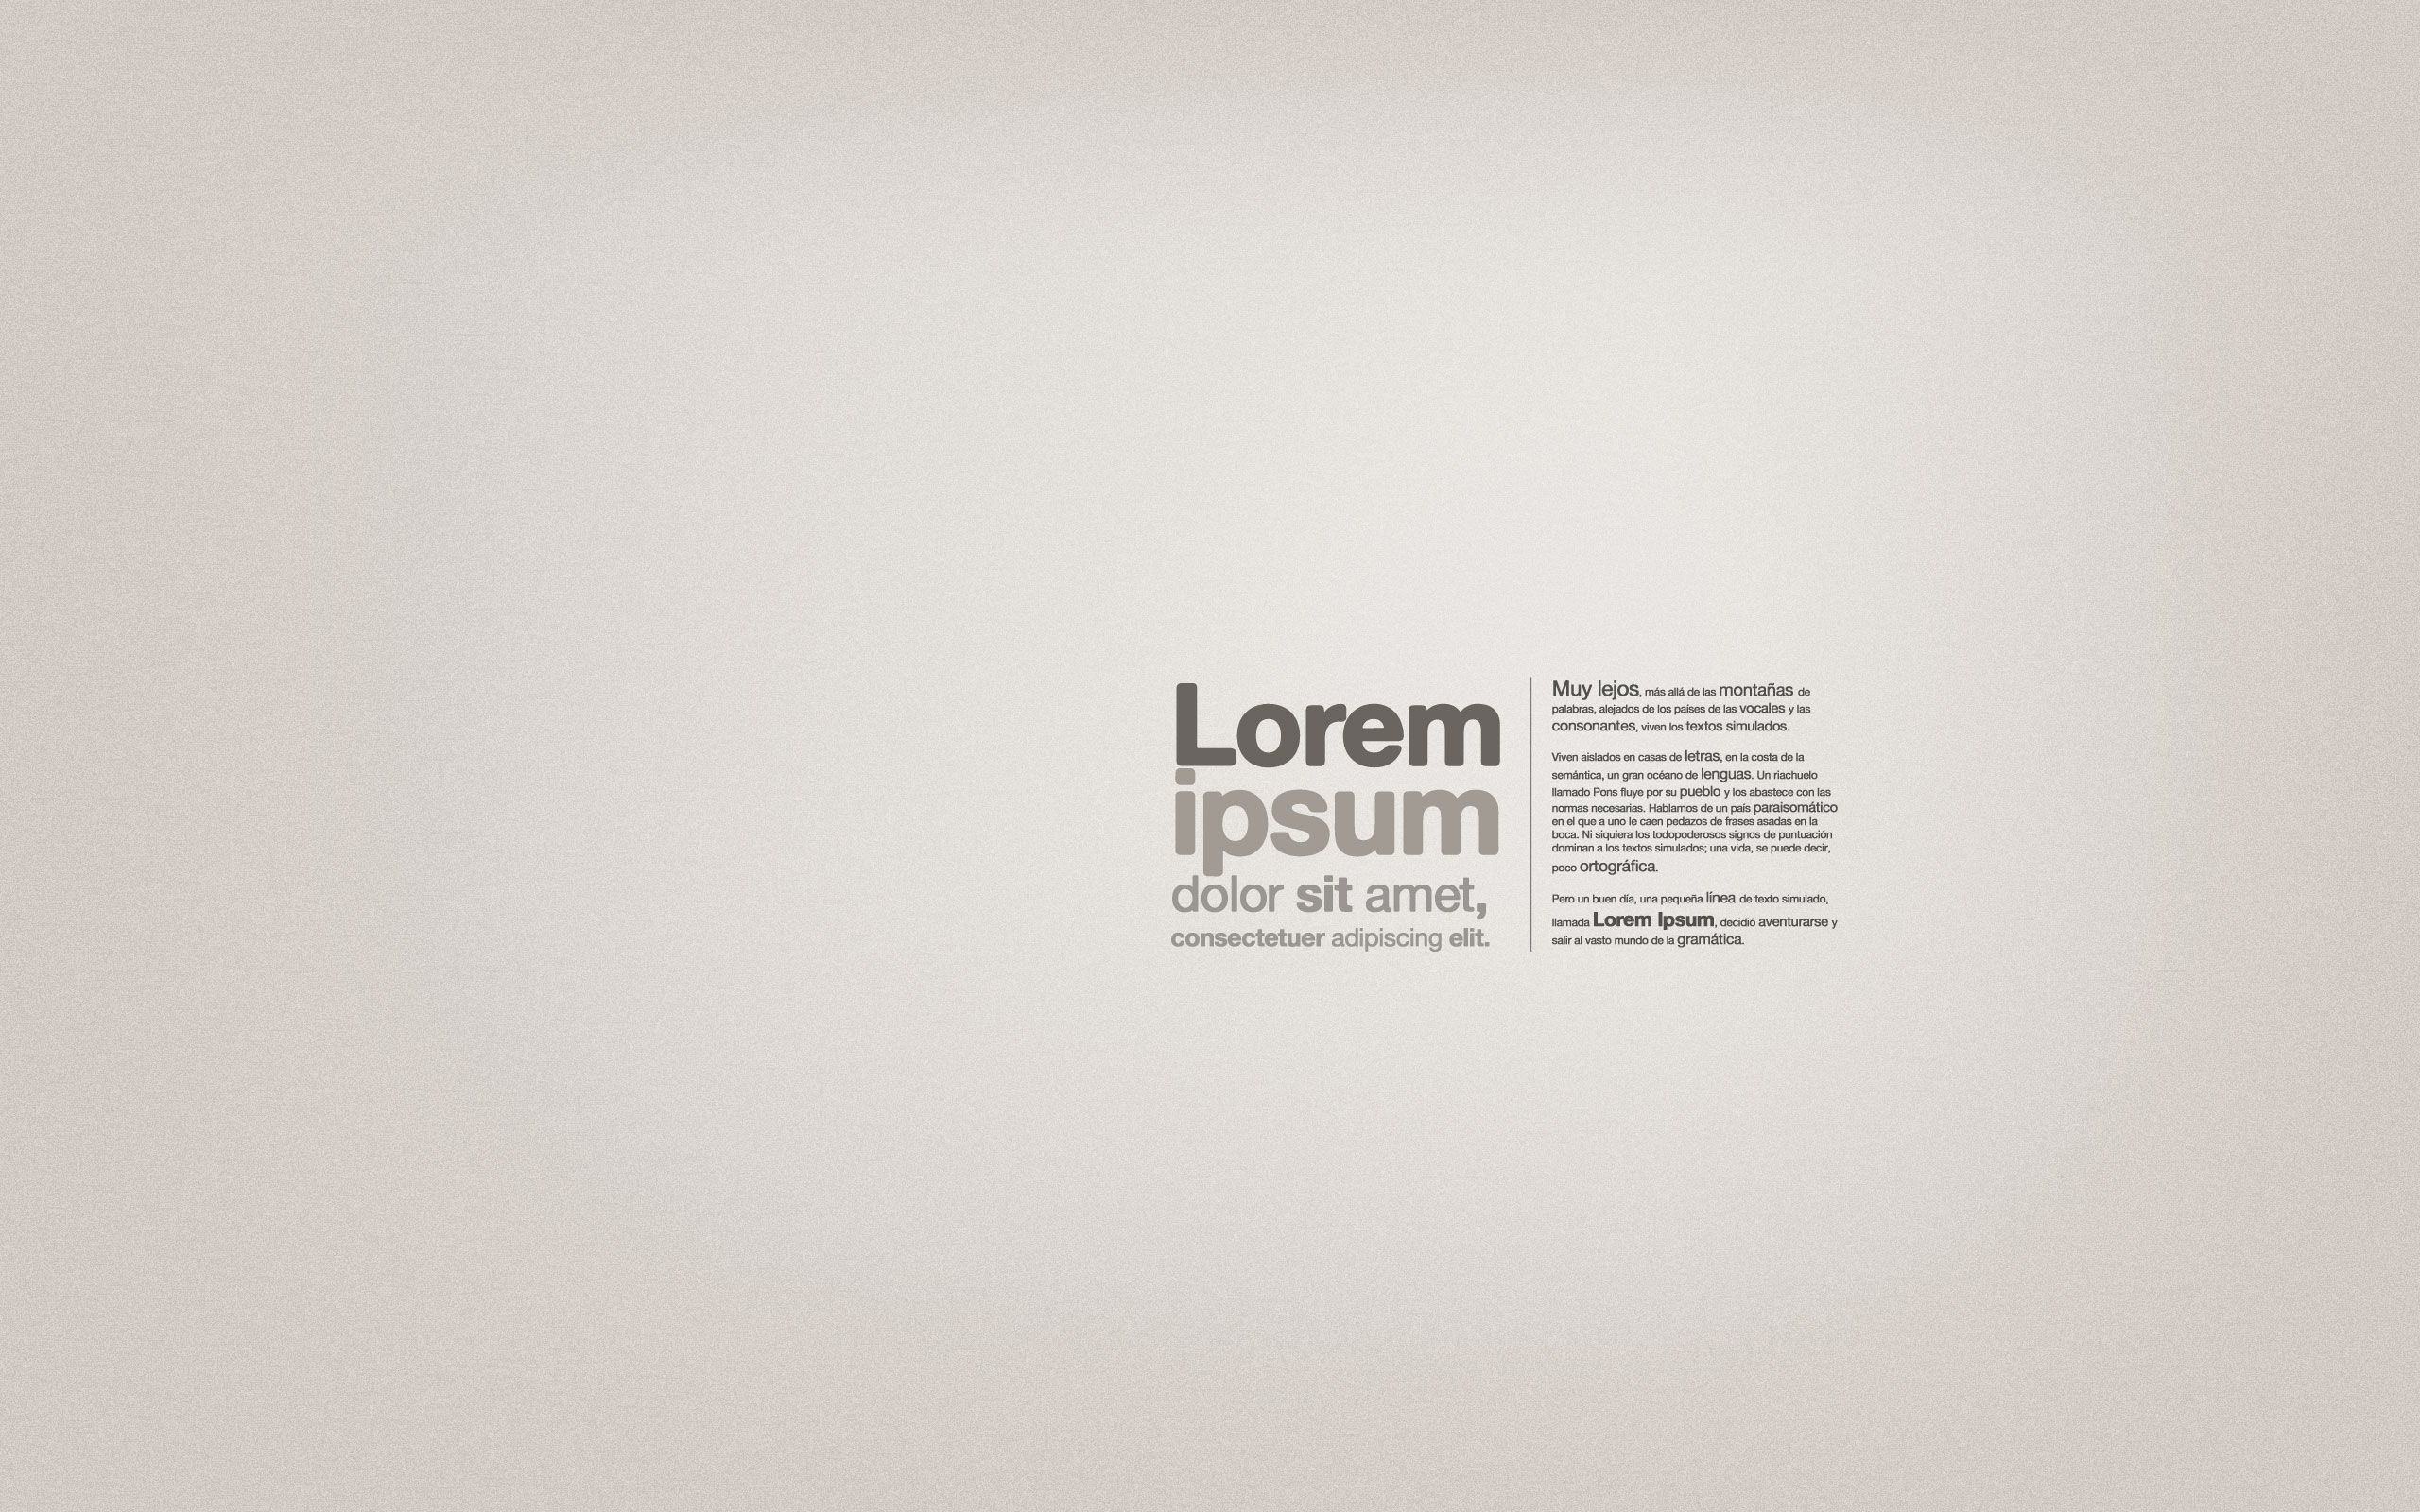 Lorem
ipsum
dolor sit amet,
consectetuer adipiscing elit.
Muy lejos, más allá de las montañas de
palabras, alejados de los países de las vocales y las
consonantes, viven los textos simulados.
Viven aislados en casas de letras, en la costa de la
semántica, un gran océano de lenguas. Un riachuelo
llamado Pons fluye por su pueblo y los abastece con las
normas necesarias. Hablamos de un país paraisomático
en el que a uno le caen pedazos de frases asadas en la
boca. Ni siquiera los todopoderosos signos de puntuación
dominan a los textos simulados; una vida, se puede decir,
poco ortográfica.
Pero un buen día, una pequeña línea de texto simulado,
llamada Lorem Ipsum, decidió aventurarse y
salir al vasto mundo de la gramática.